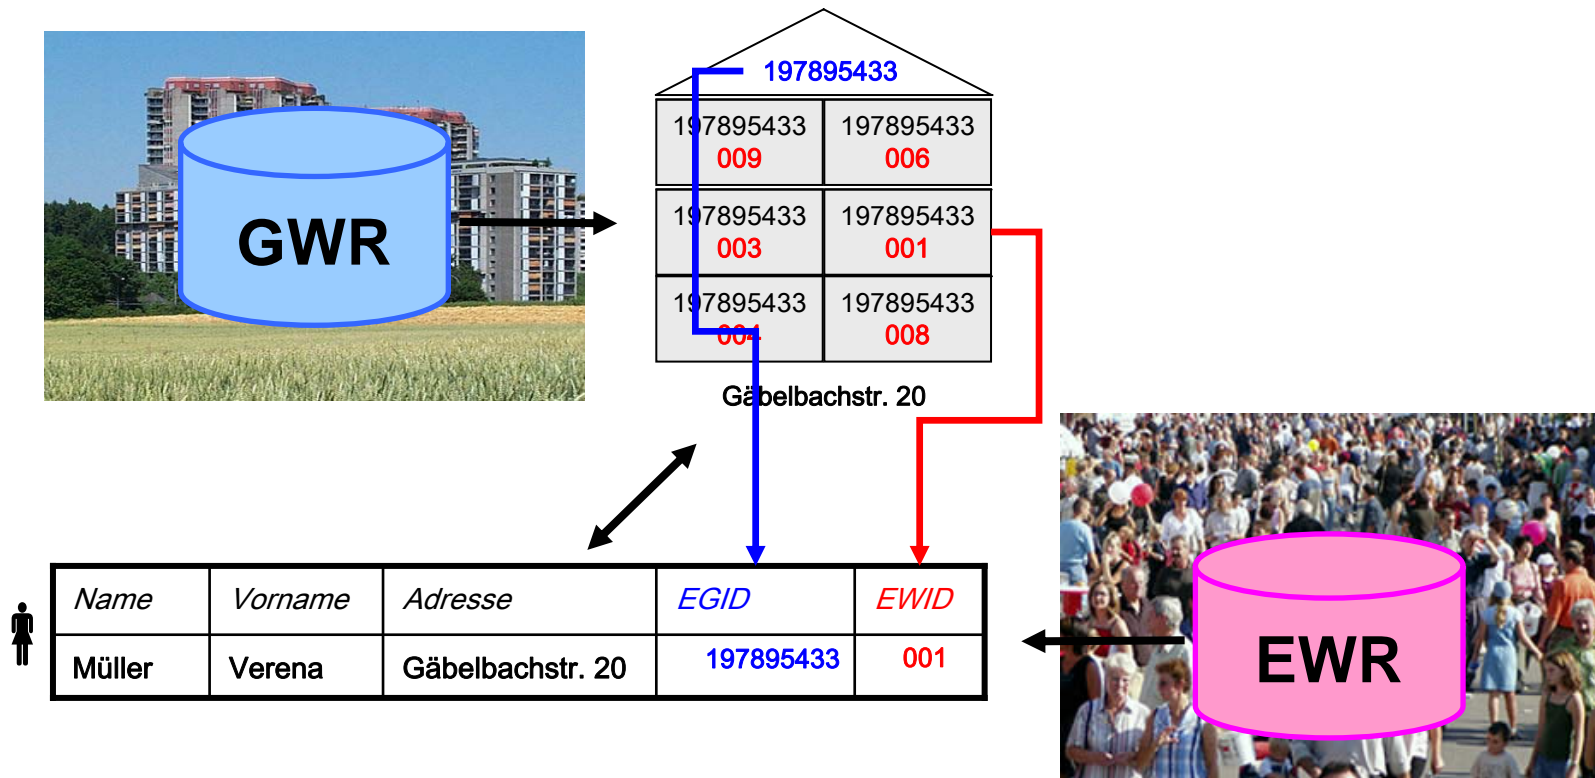 GWR
197895433
197895433 197895433
009 006
197895433 197895433
003 001
197895433 197895433
004 008
Gäbelbachstr. 20
Name Vorname Adresse EGID EWID
Müller Verena Gäbelbachstr. 20 197895433 001
EWR